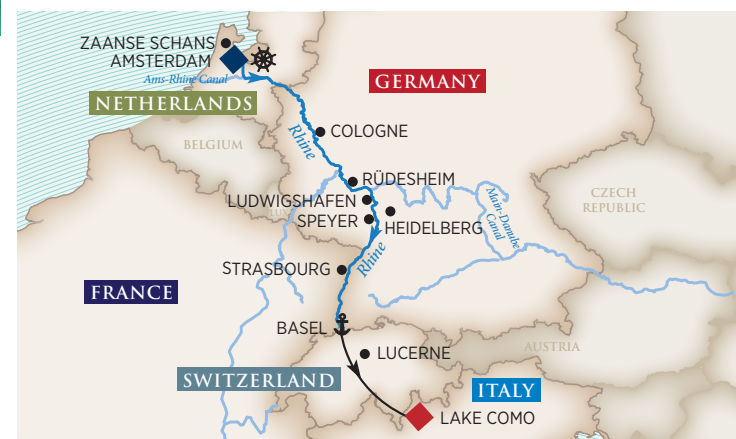 ZAANSE SCHANS
AMSTERDAM
Ams-Rhine Canal
NETHERLANDS
GERMANY
BELGIUM
COLOGNE
Rhine
RÜDESHEIM
LUDWIGSHAFEN
LUX
SPEYER
HEIDELBERG
Main-Danube
Canal
CZECH
REPUBLIC
STRASBOURG
Rhine
FRANCE
BASEL
LUCERNE
AUSTRIA
SWITZERLAND
ITALY
LAKE COMO